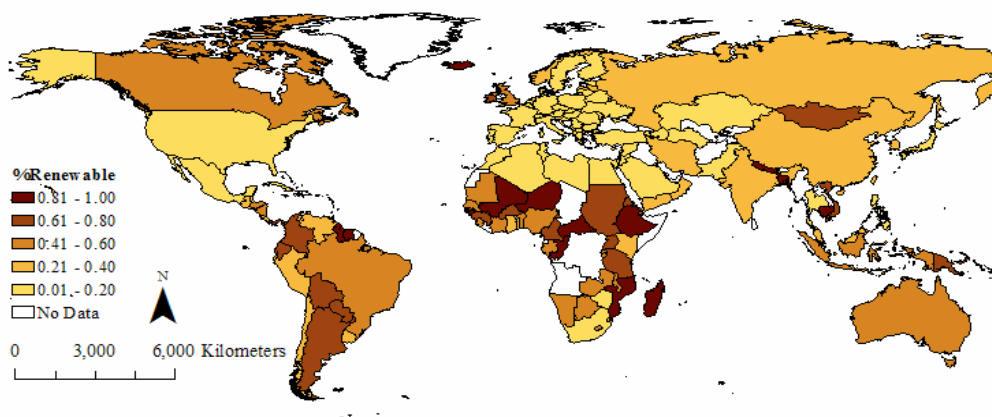 %Renewable
0.81 - 1.00
0.61 - 0.80
0.41 - 0.60
0.21 - 0.40
0.01 - 0.20
No Data
N
0 3,000 6,000 Kilometers